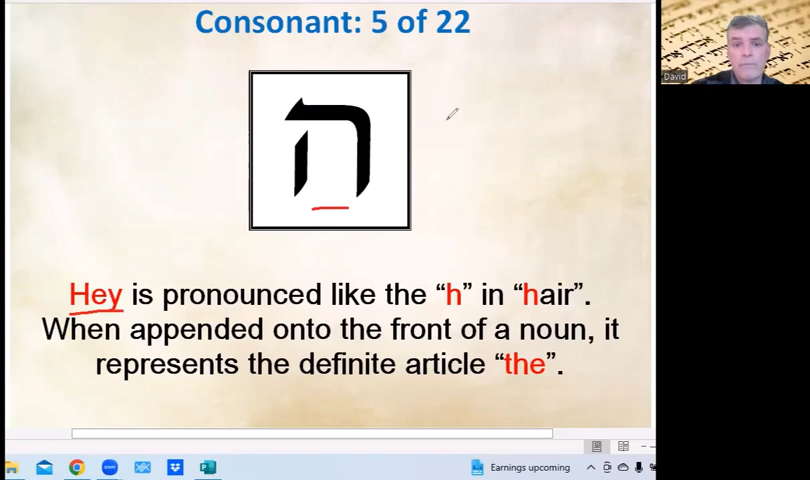 Consonant: 5 of 22
ה
Hey is pronounced like the “h” in “hair”.
When appended onto the front of a noun, it
represents the definite article “the”.
David
Earnings upcoming